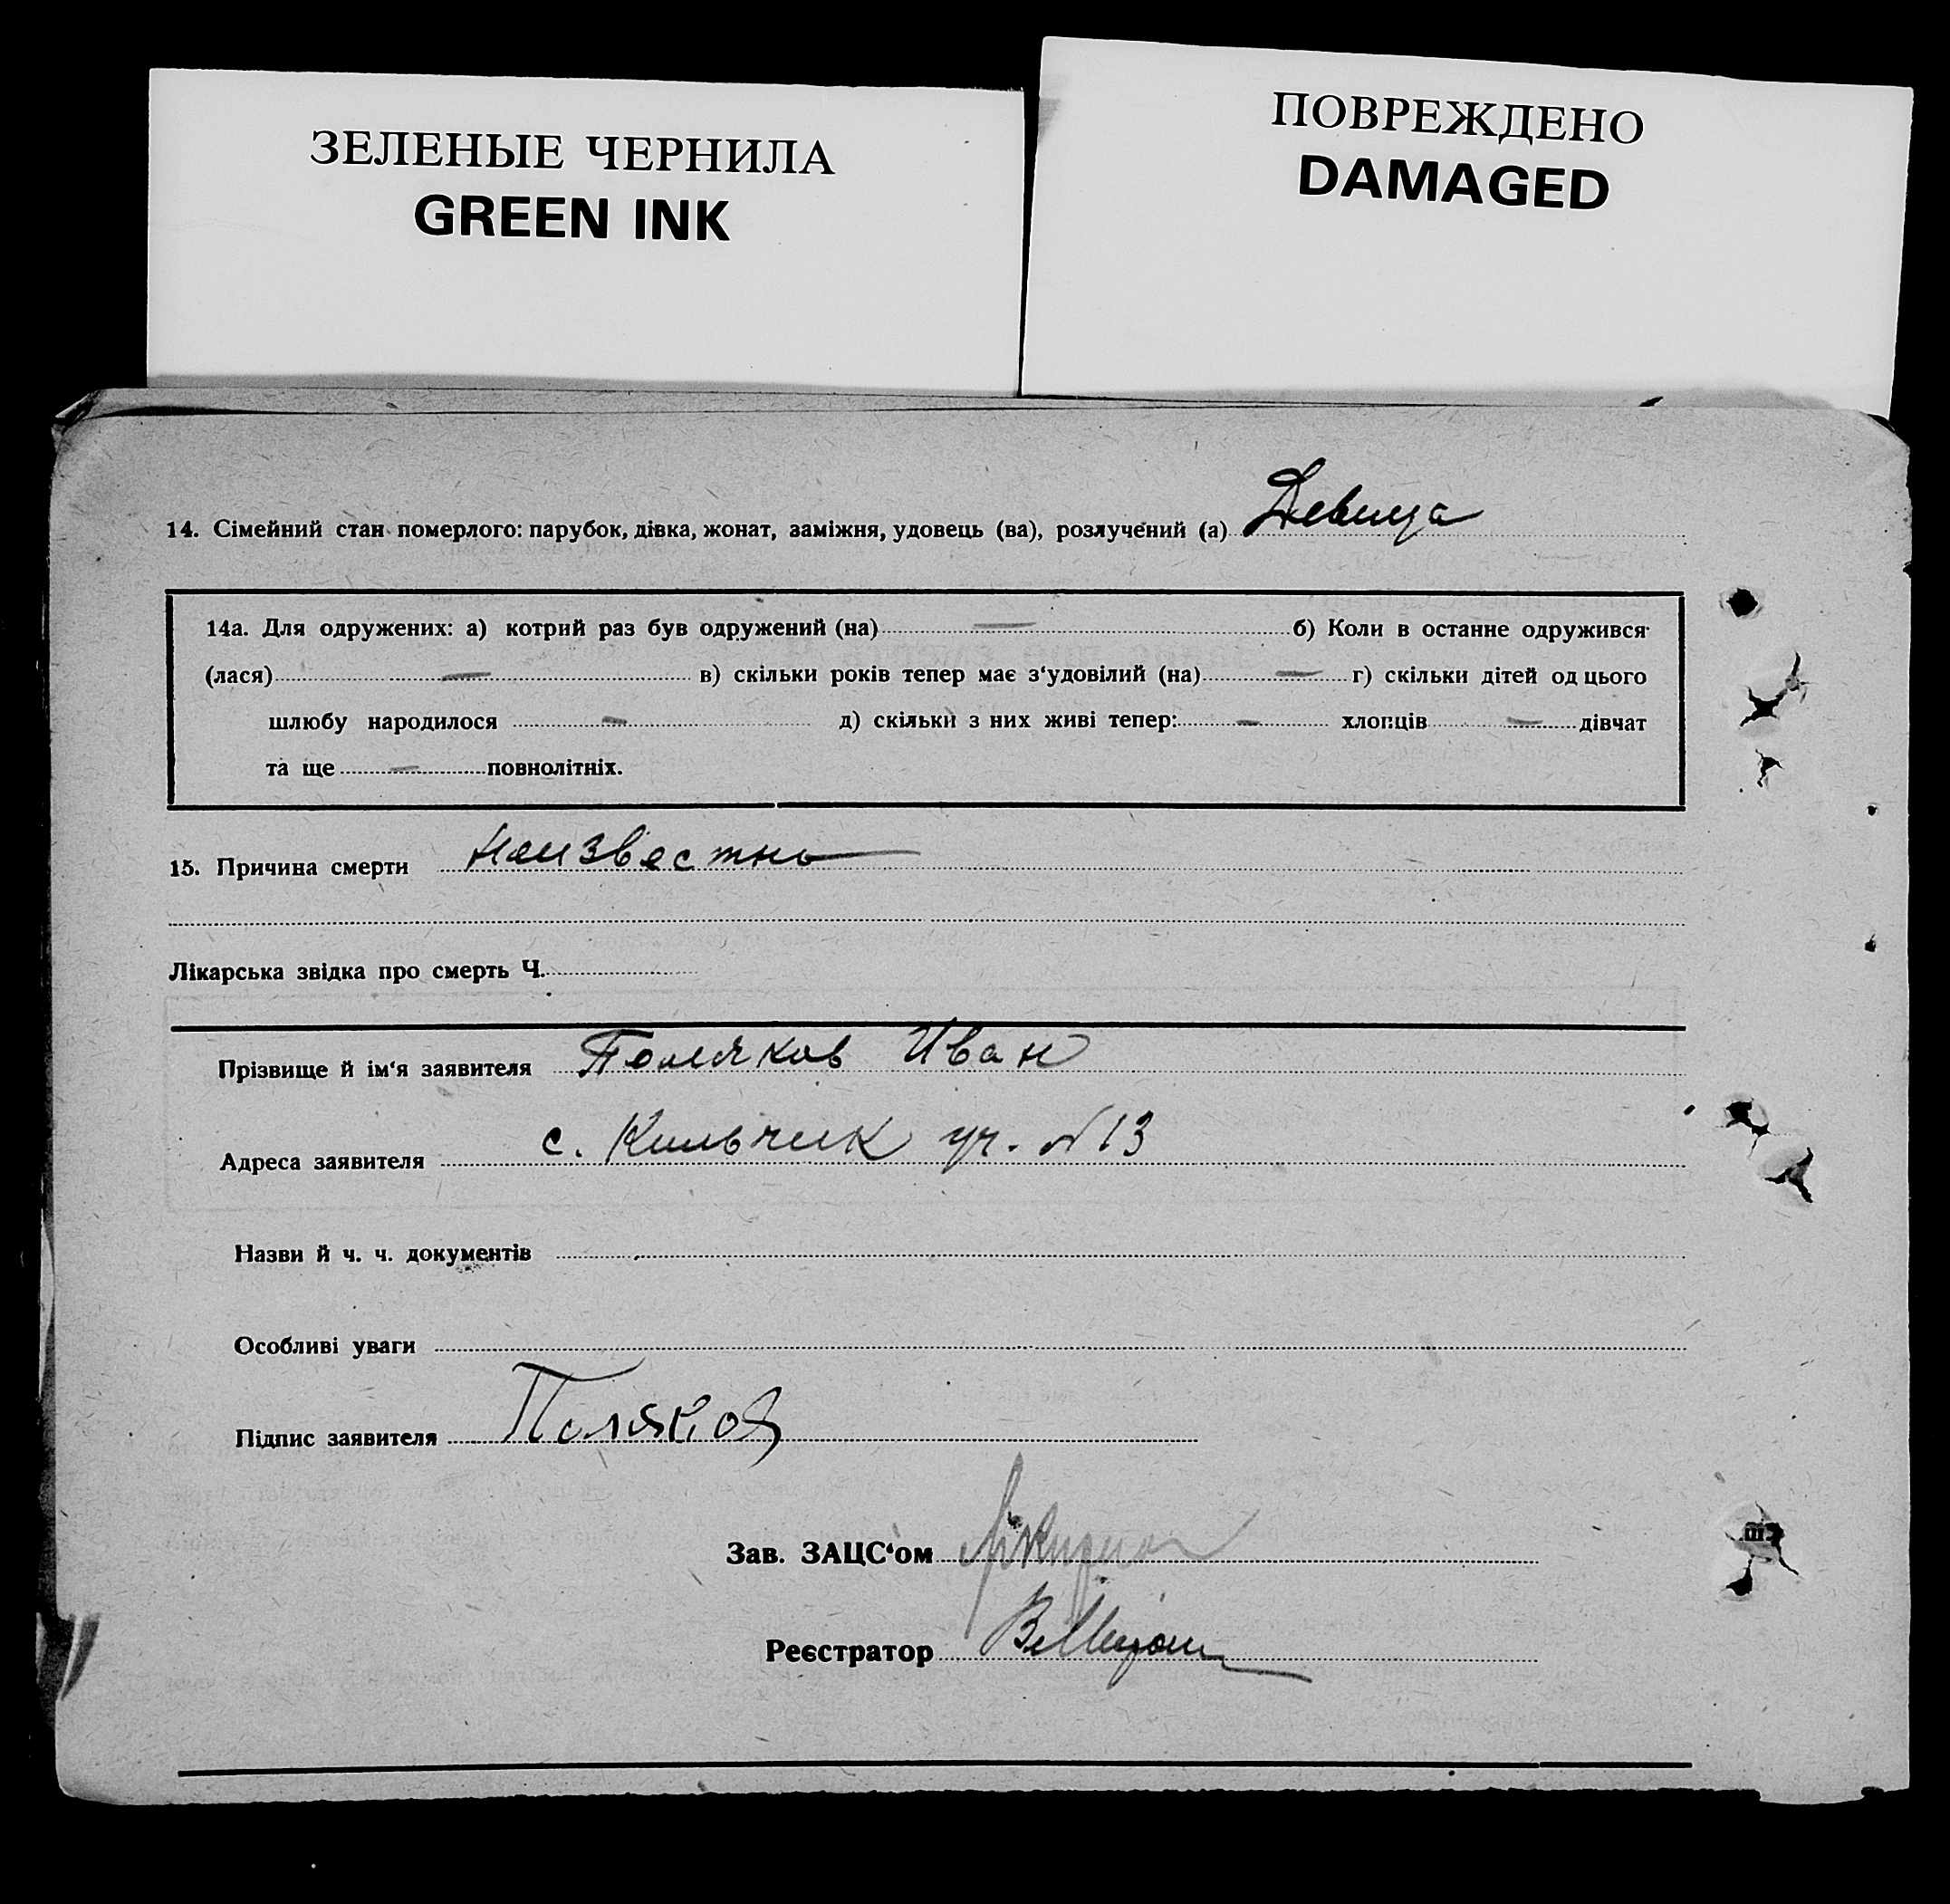 ЗЕЛЕНЫЕ ЧЕРНИЛА
GREEN INK
ПОВРЕЖДЕНО
DAMAGED
14. Сімейний стан померлого: парубок, дівка, жонат, заміжня, удовець (ва), розлучений (а) Девица
14а. Для одружених: а) котрий раз був одружений (на) — б) Коли в останне одружився
(лася) — в) скільки років тепер має з‘удовілий (на) — г) скільки дітей од цього
шлюбу народилося — д) скільки з них живі тепер: — хлопців — дівчат
та ще — повнолітніх.
15. Причина смерти Неизвестно
Лікарська звідка про смерть Ч.
Прізвище й ім‘я заявителя Поляков Иван
Адреса заявителя с. Кильчик уч. №13
Назви й ч. ч. документів
Особливі уваги
Підпис заявителя Поляков
Зав. ЗАЦС‘ом
Реєстратор